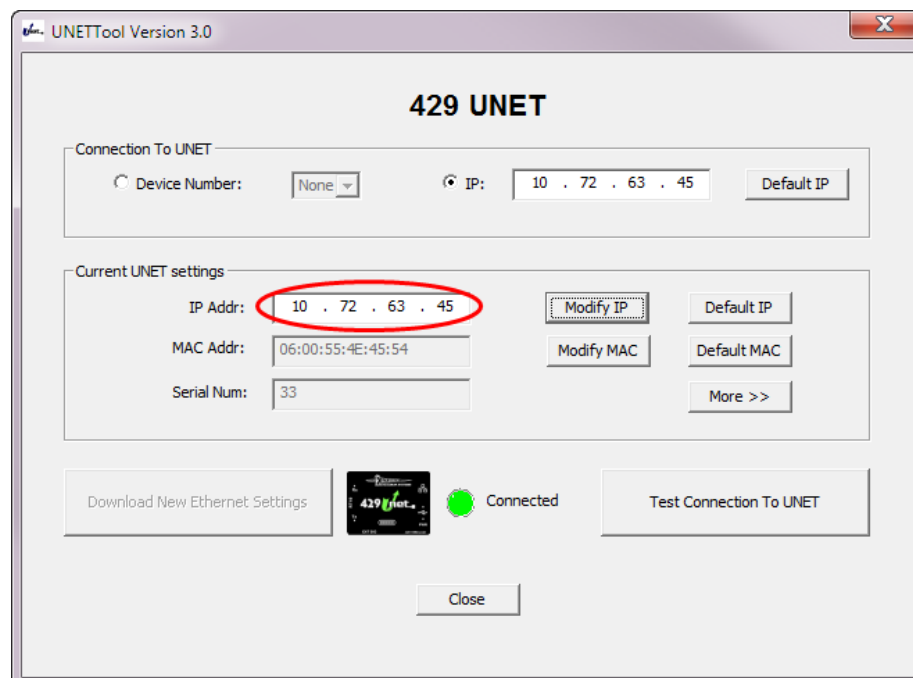 UNETTool Version 3.0
X
429 UNET
Connection To UNET
Device Number: None IP: 10 . 72 . 63 . 45 Default IP
Current UNET settings
IP Addr: 10 . 72 . 63 . 45 Modify IP Default IP
MAC Addr: 06:00:55:4E:45:54 Modify MAC Default MAC
Serial Num: 33 More >>
Download New Ethernet Settings 429 Unet Connected Test Connection To UNET
Close